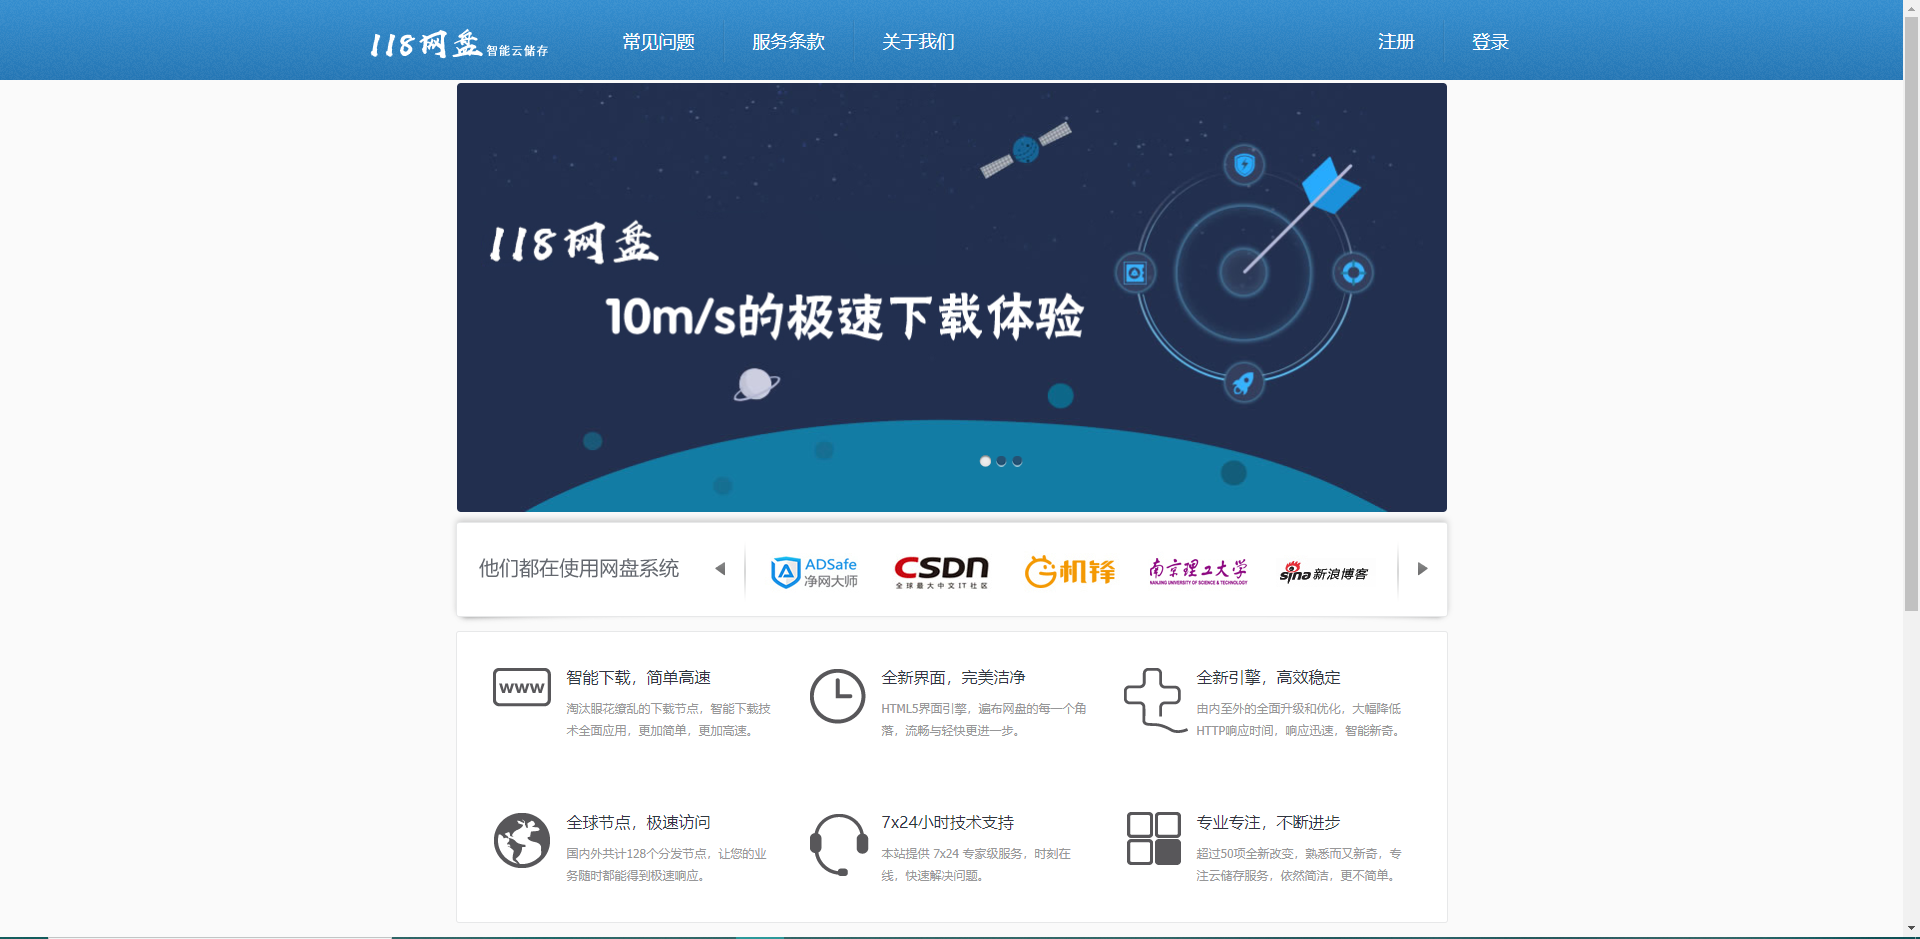 118网盘 智能云储存
常见问题
服务条款
关于我们
注册
登录
118网盘
10m/s的极速下载体验
他们都在使用网盘系统
ADSafe
净网大师
CSDN
全球最大中文IT社区
机锋
南京理工大学
NANJING UNIVERSITY OF SCIENCE & TECHNOLOGY
sina 新浪博客
www
智能下载，简单高速
淘汰眼花缭乱的下载节点，智能下载技
术全面应用，更加简单，更加高速。
全新界面，完美洁净
HTML5界面引擎，遍布网盘的每一个角
落，流畅与轻快更进一步。
全新引擎，高效稳定
由内至外的全面升级和优化，大幅降低
HTTP响应时间，响应迅速，智能新奇。
全球节点，极速访问
国内外共计128个分发节点，让您的业
务随时都能得到极速响应。
7x24小时技术支持
本站提供 7x24 专家级服务，时刻在
线，快速解决问题。
专业专注，不断进步
超过50项全新改变，熟悉而又新奇，专
注云储存服务，依然简洁，更不简单。